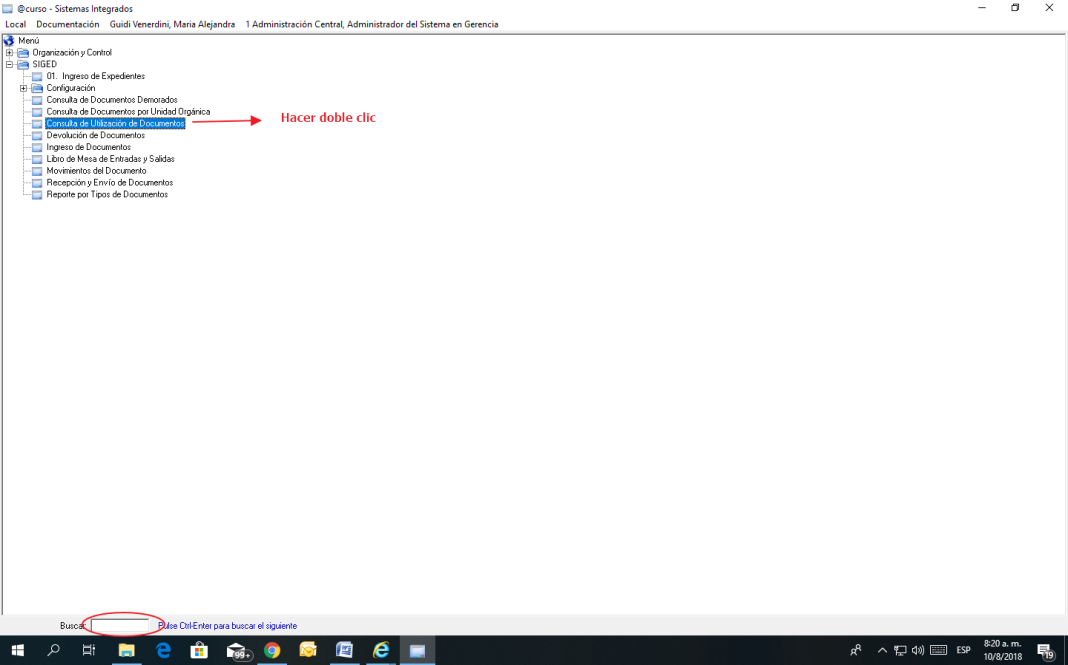 @curso - Sistemas Integrados
Local Documentación Guidi Venerdini, Maria Alejandra 1 Administración Central, Administrador del Sistema en Gerencia
Menú
Organización y Control
SIGED
01. Ingreso de Expedientes
Configuración
Consulta de Documentos Demorados
Consulta de Documentos por Unidad Orgánica
Consulta de Utilización de Documentos
Hacer doble clic
Devolución de Documentos
Ingreso de Documentos
Libro de Mesa de Entradas y Salidas
Movimientos del Documento
Recepción y Envío de Documentos
Reporte por Tipos de Documentos
Buscar Pulse Ctrl-Enter para buscar el siguiente
99+
ESP
8:20 a. m.
10/8/2018
19